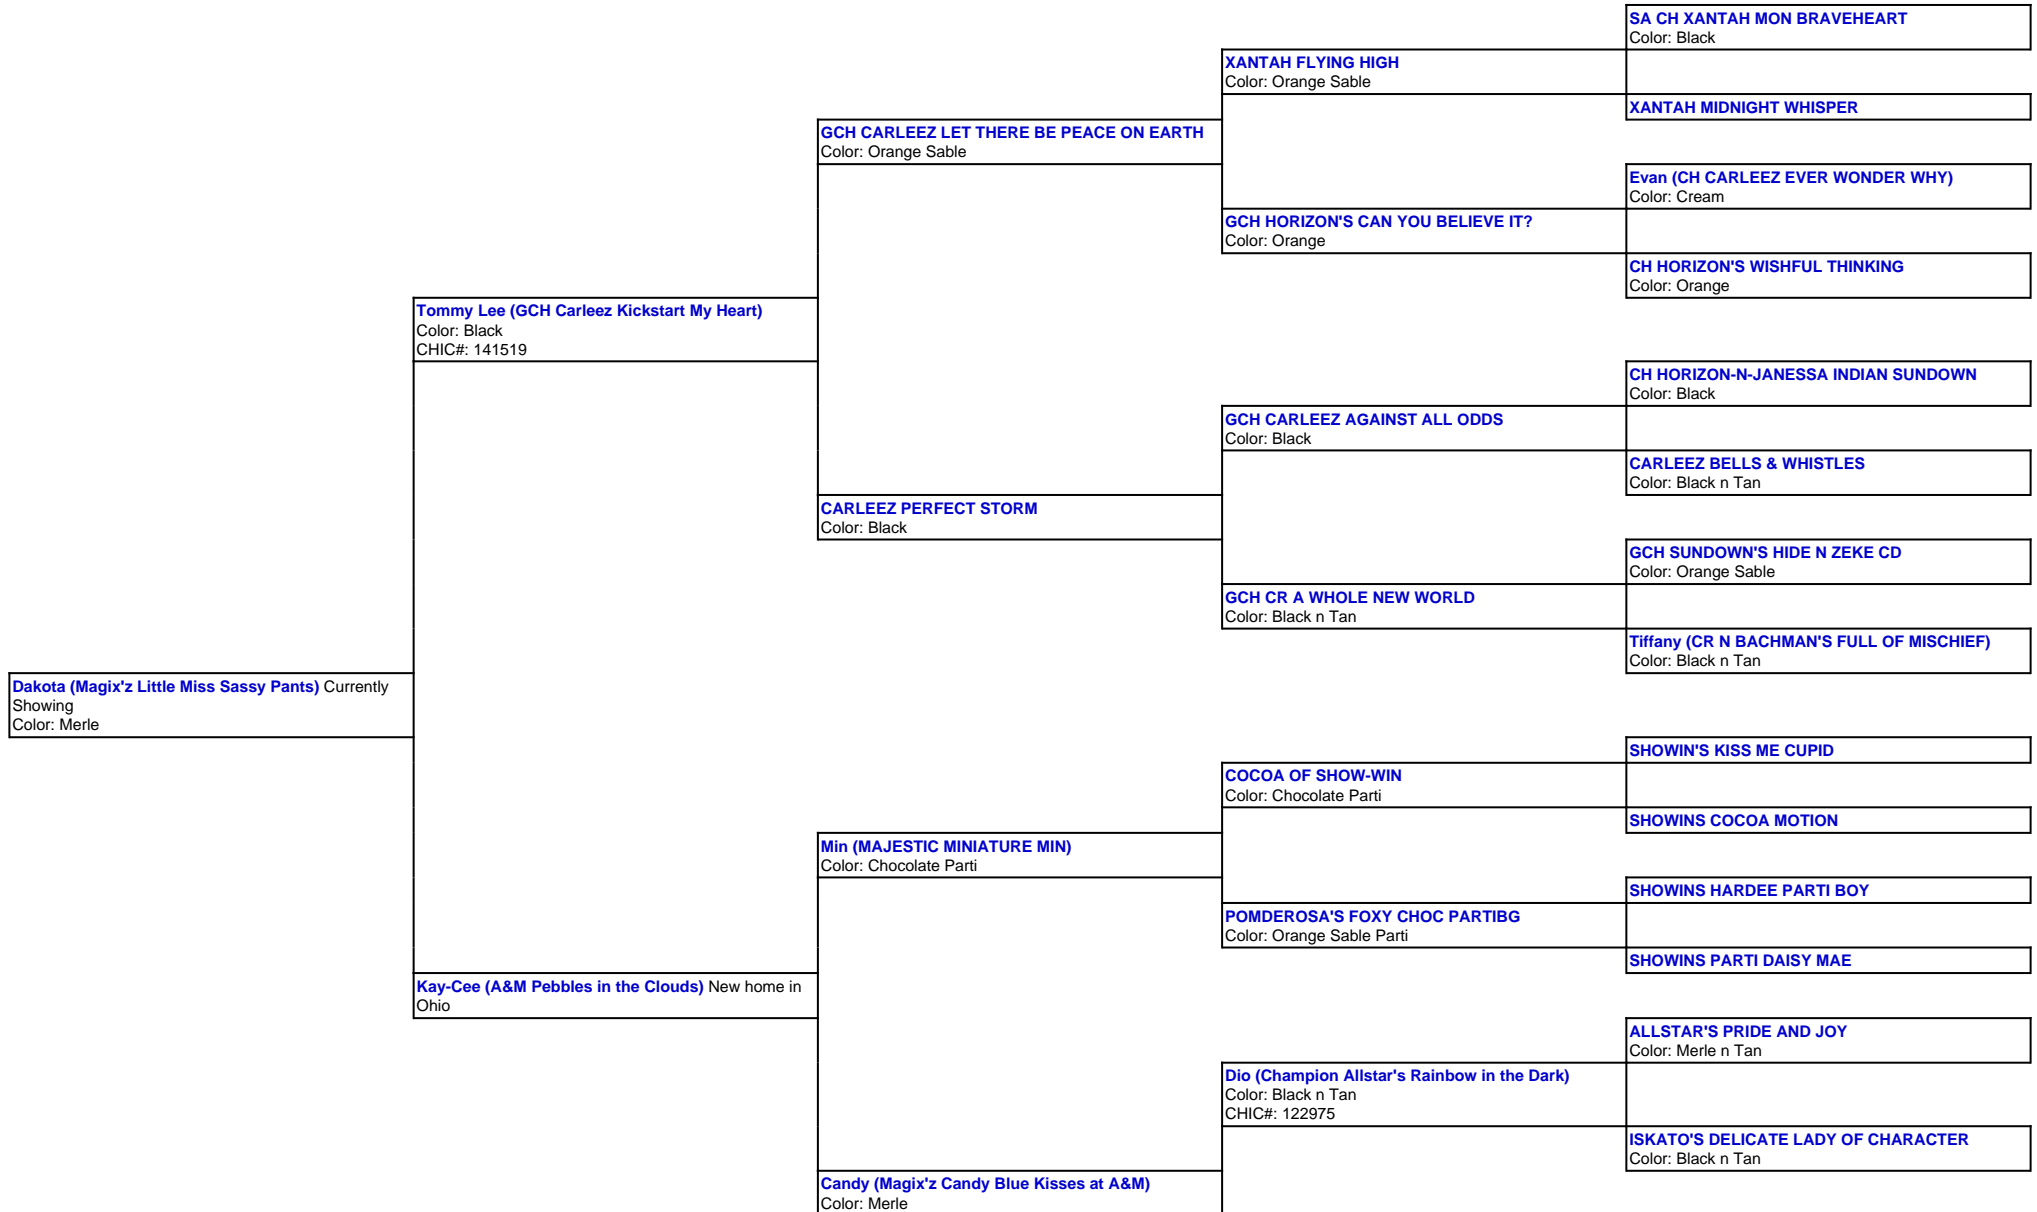 SA CH XANTAH MON BRAVEHEART
Color: Black
XANTAH FLYING HIGH
Color: Orange Sable
XANTAH MIDNIGHT WHISPER
GCH CARLEEZ LET THERE BE PEACE ON EARTH
Color: Orange Sable
Evan (CH CARLEEZ EVER WONDER WHY)
Color: Cream
GCH HORIZON'S CAN YOU BELIEVE IT?
Color: Orange
CH HORIZON'S WISHFUL THINKING
Color: Orange
Tommy Lee (GCH Carleez Kickstart My Heart)
Color: Black
CHIC#: 141519
CH HORIZON-N-JANESSA INDIAN SUNDOWN
Color: Black
GCH CARLEEZ AGAINST ALL ODDS
Color: Black
CARLEEZ BELLS & WHISTLES
Color: Black n Tan
CARLEEZ PERFECT STORM
Color: Black
GCH SUNDOWN'S HIDE N ZEKE CD
Color: Orange Sable
GCH CR A WHOLE NEW WORLD
Color: Black n Tan
Tiffany (CR N BACHMAN'S FULL OF MISCHIEF)
Color: Black n Tan
Dakota (Magix'z Little Miss Sassy Pants) Currently
Showing
Color: Merle
SHOWIN'S KISS ME CUPID
COCOA OF SHOW-WIN
Color: Chocolate Parti
SHOWINS COCOA MOTION
Min (MAJESTIC MINIATURE MIN)
Color: Chocolate Parti
SHOWINS HARDEE PARTI BOY
POMDEROSA'S FOXY CHOC PARTIBG
Color: Orange Sable Parti
SHOWINS PARTI DAISY MAE
Kay-Cee (A&M Pebbles in the Clouds) New home in
Ohio
ALLSTAR'S PRIDE AND JOY
Color: Merle n Tan
Dio (Champion Allstar's Rainbow in the Dark)
Color: Black n Tan
CHIC#: 122975
ISKATO'S DELICATE LADY OF CHARACTER
Color: Black n Tan
Candy (Magix'z Candy Blue Kisses at A&M)
Color: Merle